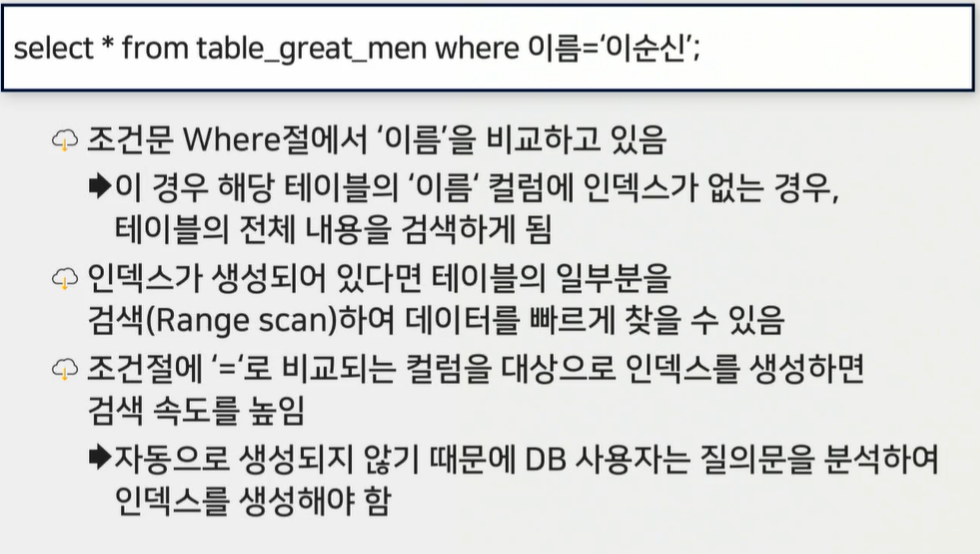 select * from table_great_men where 이름=‘이순신’;
조건문 Where절에서 ‘이름’을 비교하고 있음
➡이 경우 해당 테이블의 ‘이름‘ 컬럼에 인덱스가 없는 경우,
테이블의 전체 내용을 검색하게 됨
인덱스가 생성되어 있다면 테이블의 일부분을
검색(Range scan)하여 데이터를 빠르게 찾을 수 있음
조건절에 ‘=‘로 비교되는 컬럼을 대상으로 인덱스를 생성하면
검색 속도를 높임
➡자동으로 생성되지 않기 때문에 DB 사용자는 질의문을 분석하여
인덱스를 생성해야 함